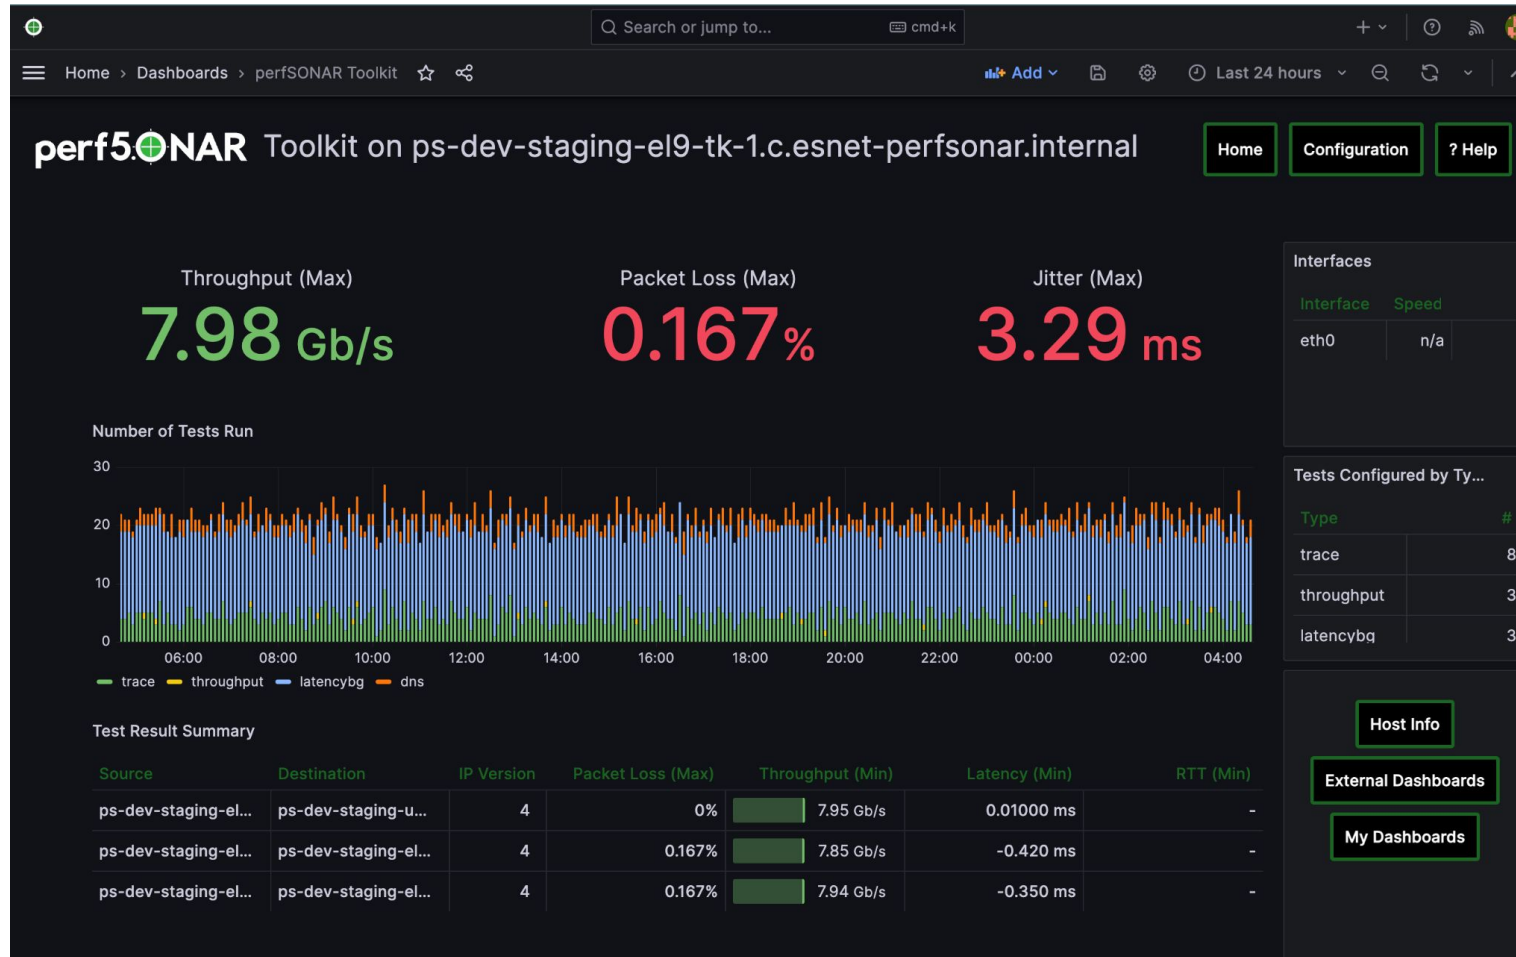 Search or jump to... cmd+k
Home › Dashboards › perfSONAR Toolkit Add Last 24 hours
perfSONAR Toolkit on ps-dev-staging-el9-tk-1.c.esnet-perfsonar.internal Home Configuration ? Help
Throughput (Max)
7.98 Gb/s
Packet Loss (Max)
0.167%
Jitter (Max)
3.29 ms
Interfaces
Interface Speed
eth0 n/a
Number of Tests Run
30
20
10
0
06:00 08:00 10:00 12:00 14:00 16:00 18:00 20:00 22:00 00:00 02:00 04:00
trace throughput latencybg dns
Tests Configured by Ty...
Type #
trace 8
throughput 3
latencybg 3
Test Result Summary
Source Destination IP Version Packet Loss (Max) Throughput (Min) Latency (Min) RTT (Min)
ps-dev-staging-el... ps-dev-staging-u... 4 0% 7.95 Gb/s 0.01000 ms -
ps-dev-staging-el... ps-dev-staging-el... 4 0.167% 7.85 Gb/s -0.420 ms -
ps-dev-staging-el... ps-dev-staging-el... 4 0.167% 7.94 Gb/s -0.350 ms -
Host Info
External Dashboards
My Dashboards